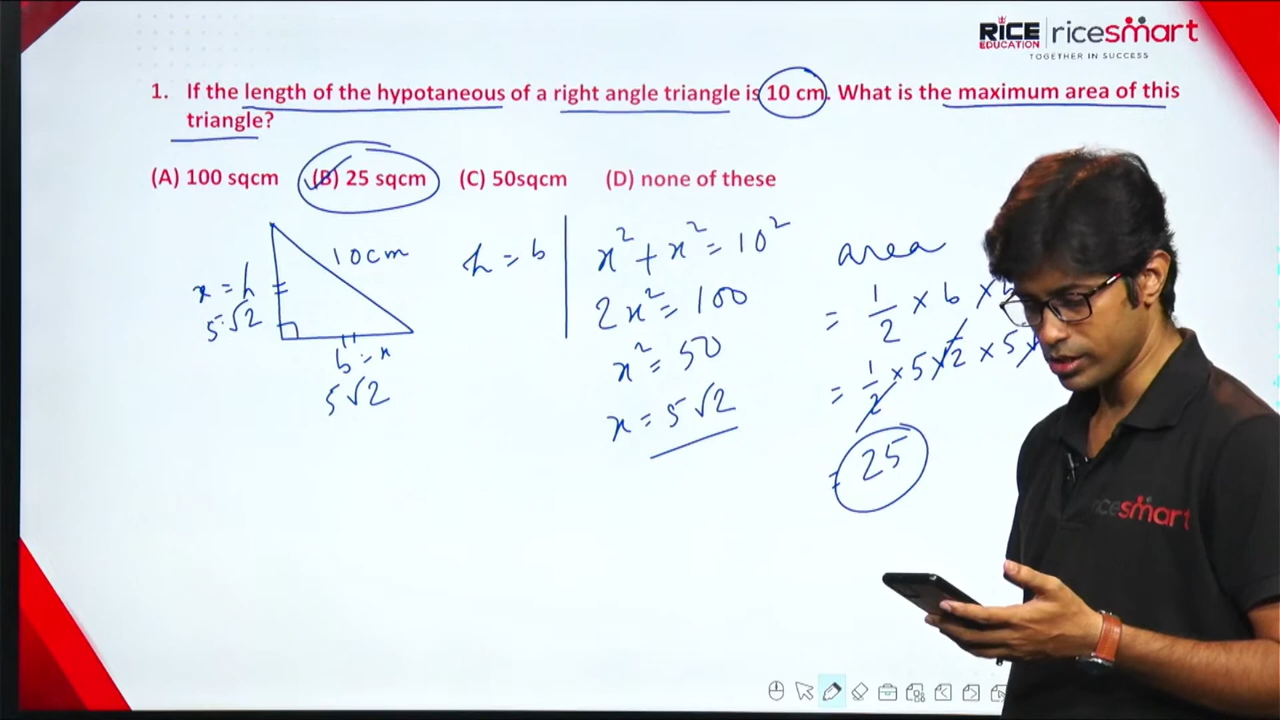 RICE EDUCATION ricesmart
TOGETHER IN SUCCESS
1. If the length of the hypotaneous of a right angle triangle is 10 cm. What is the maximum area of this
triangle?
(A) 100 sqcm (B) 25 sqcm (C) 50sqcm (D) none of these
10cm
x = h
5√2
b = x
5√2
h = b
x² + x² = 10²
2x² = 100
x² = 50
x = 5√2
area
= 1/2 × b ×
= 1/2 × 5√2 × 5
= 25
ricesmart